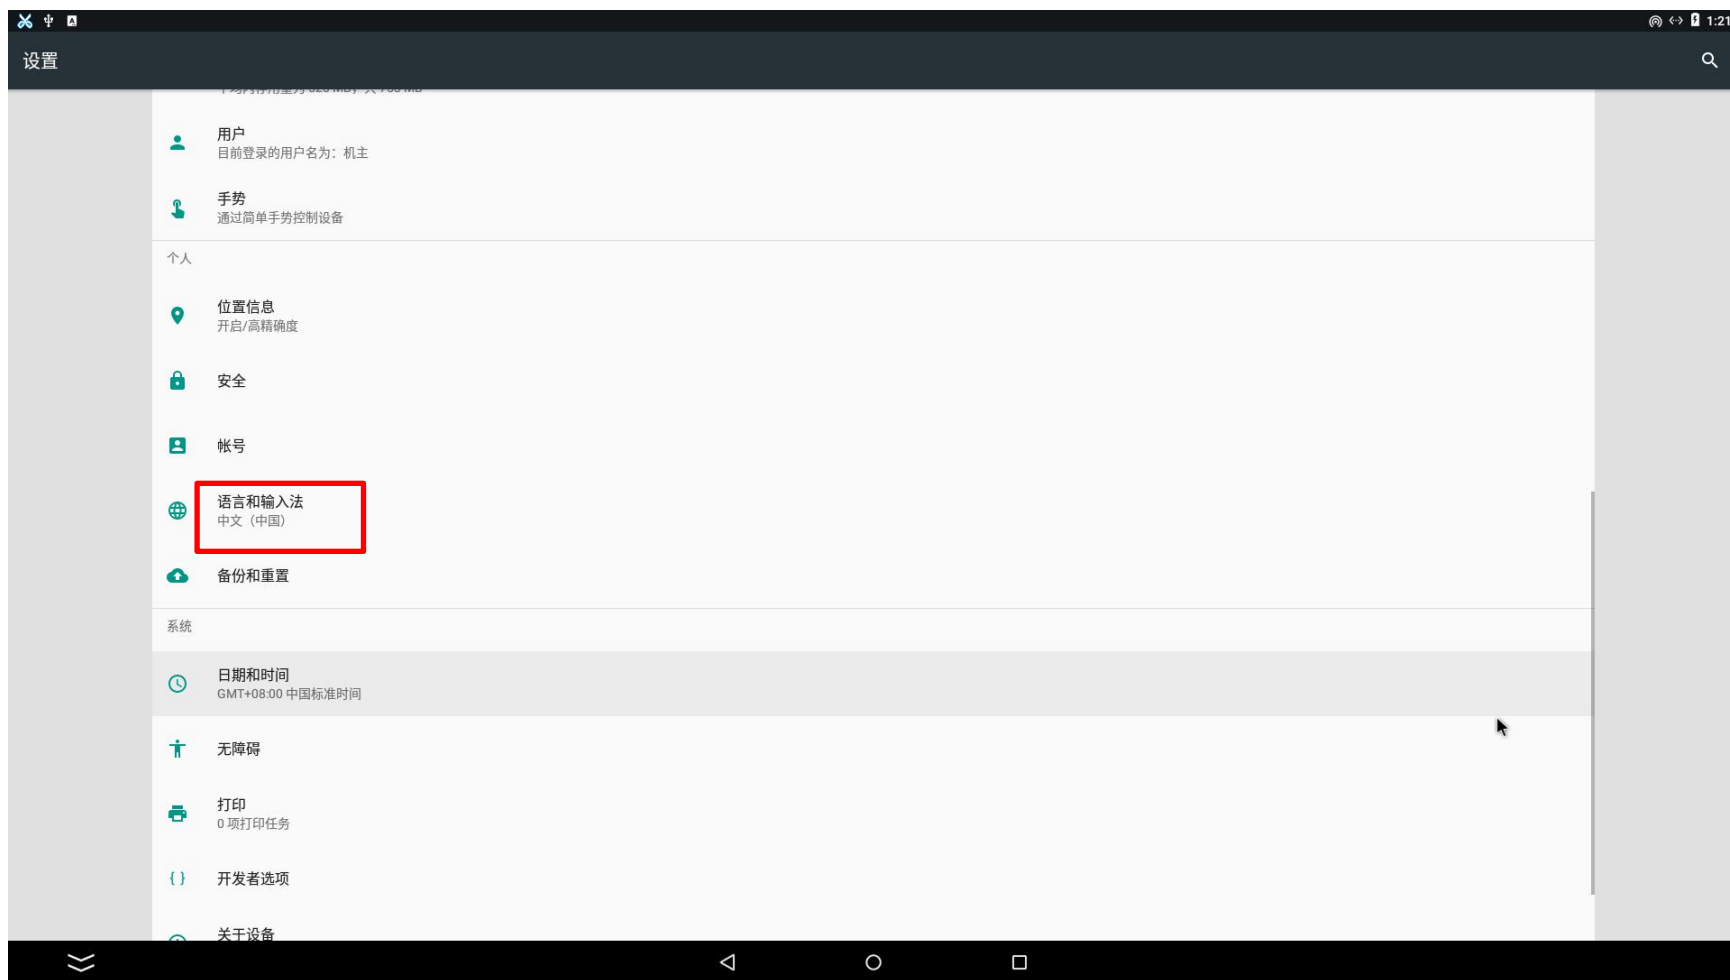 1:21
设置
用户
目前登录的用户名为：机主
手势
通过简单手势控制设备
个人
位置信息
开启/高精确度
安全
帐号
语言和输入法
中文（中国）
备份和重置
系统
日期和时间
GMT+08:00 中国标准时间
无障碍
打印
0 项打印任务
{ } 开发者选项
关于设备